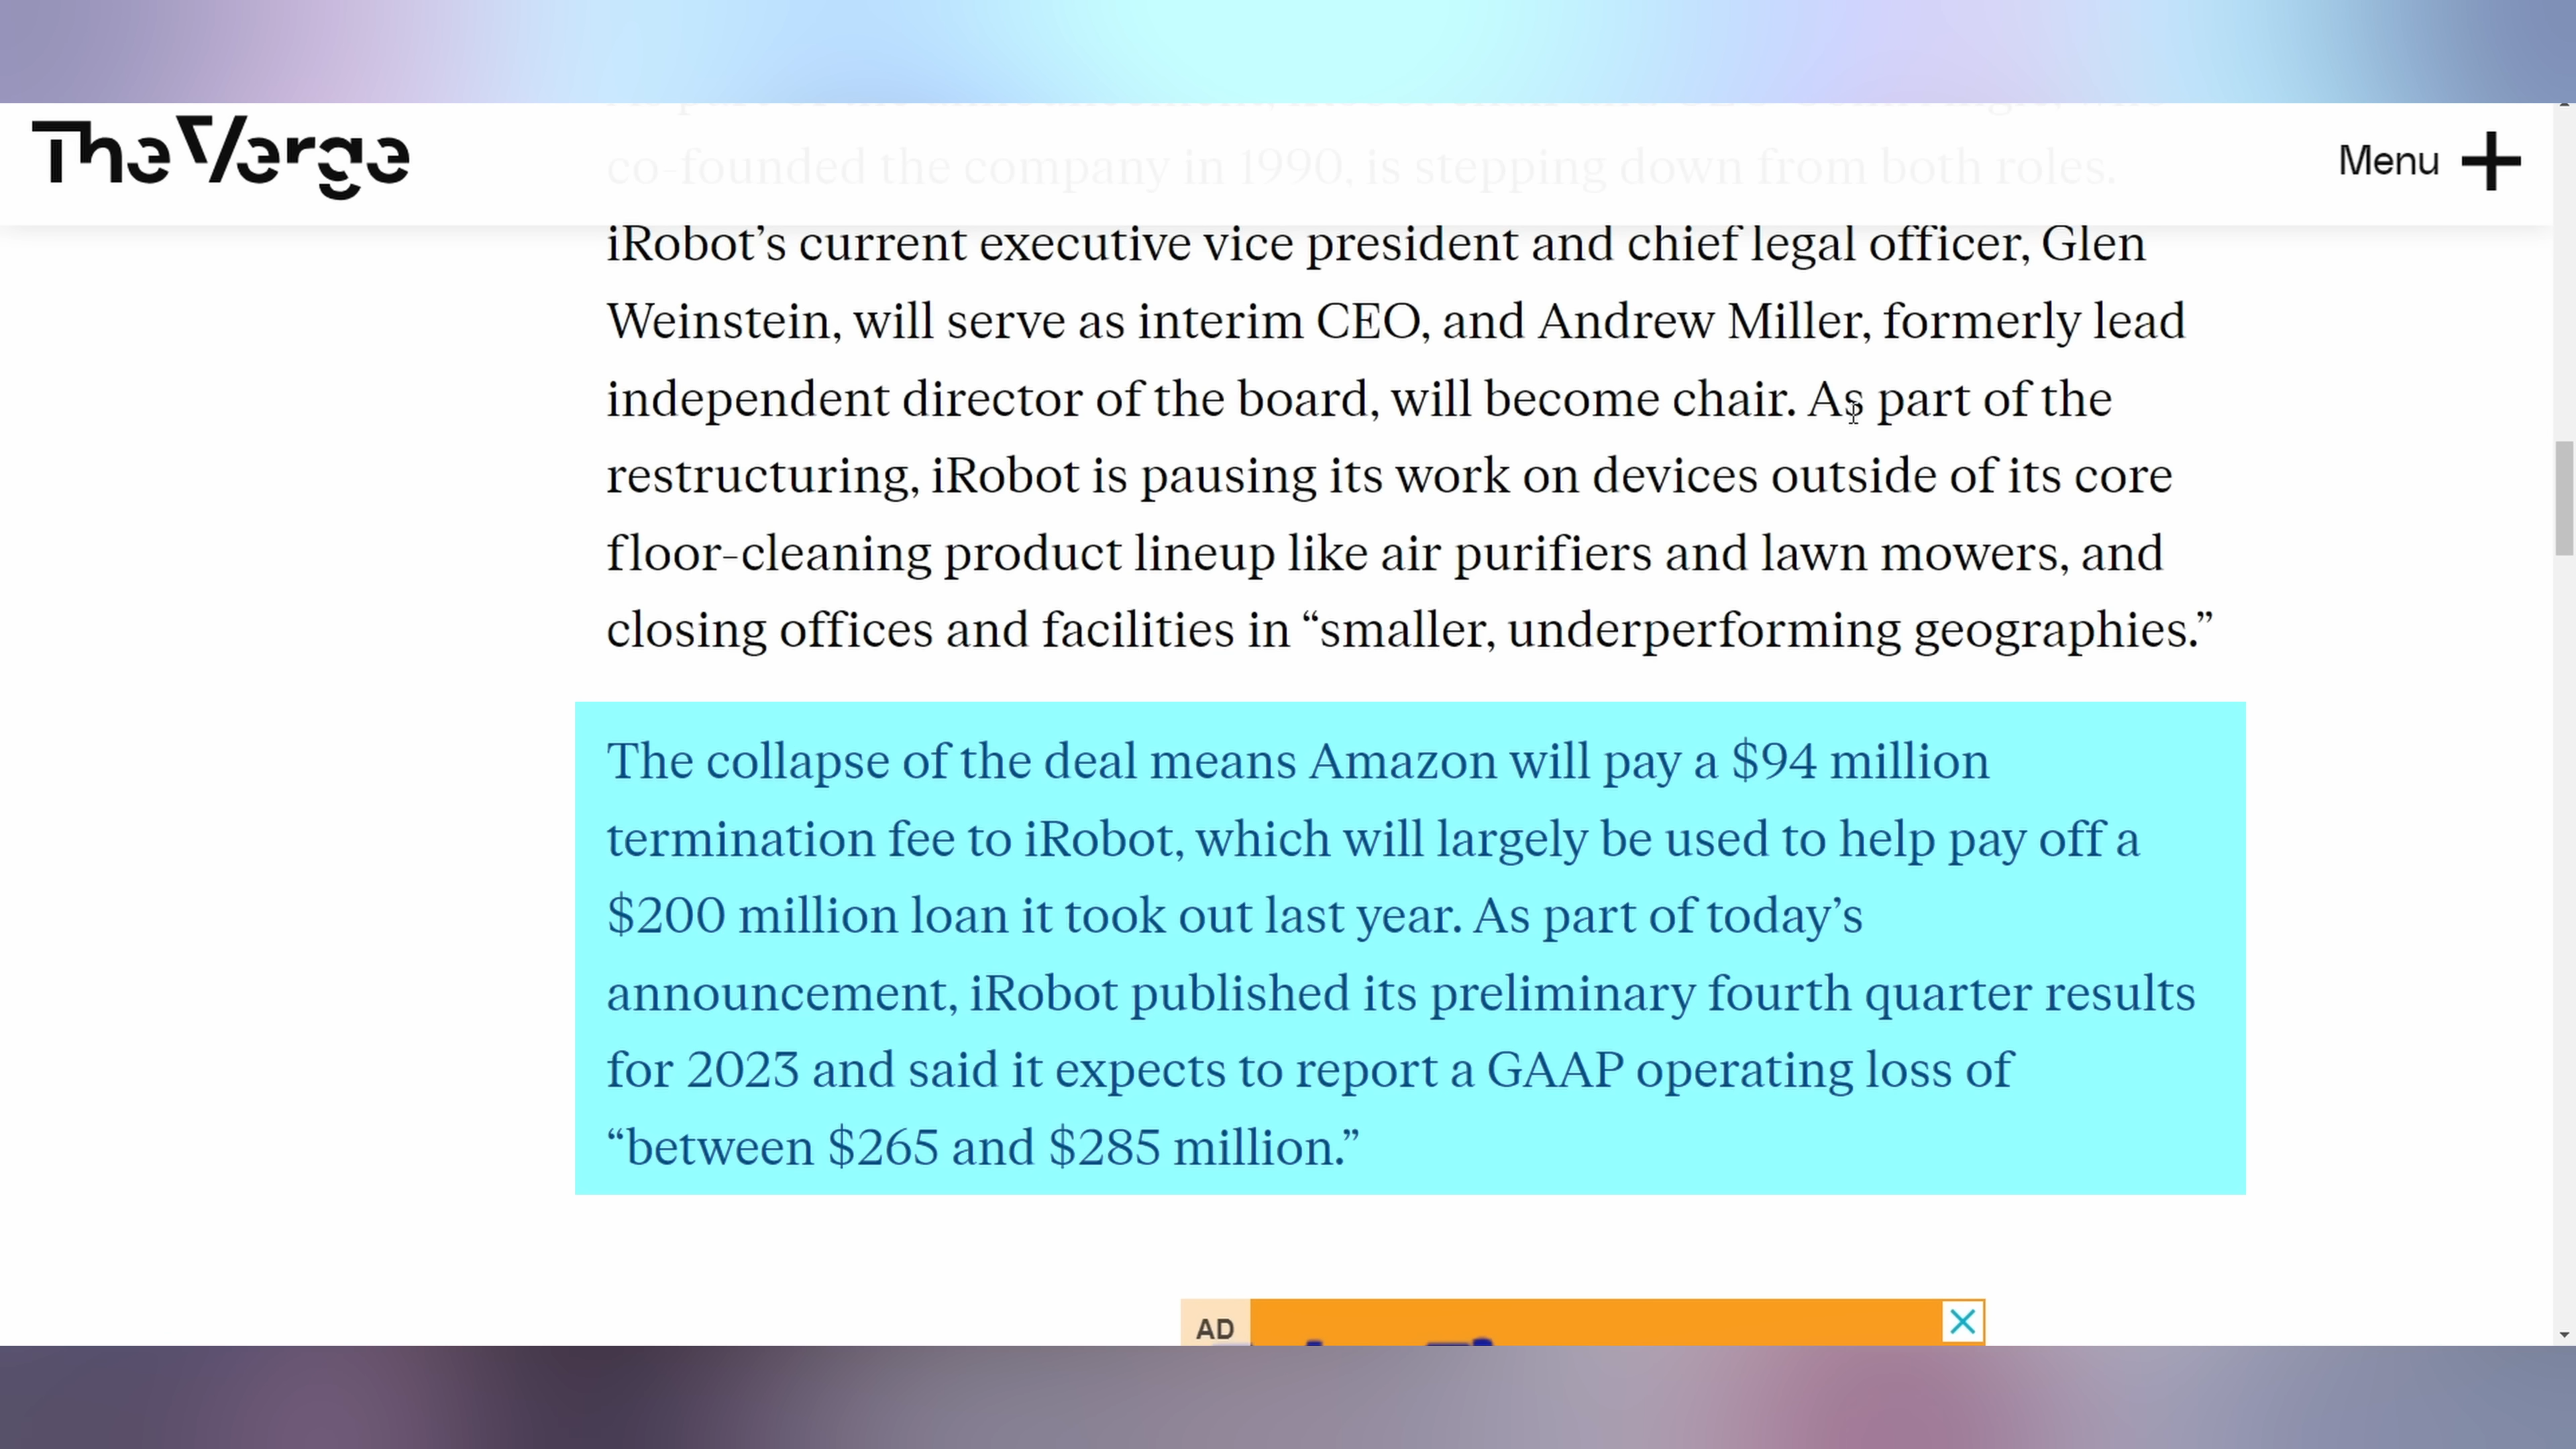 The Verge
Menu
co-founded the company in 1990, is stepping down from both roles.
iRobot’s current executive vice president and chief legal officer, Glen
Weinstein, will serve as interim CEO, and Andrew Miller, formerly lead
independent director of the board, will become chair. As part of the
restructuring, iRobot is pausing its work on devices outside of its core
floor-cleaning product lineup like air purifiers and lawn mowers, and
closing offices and facilities in “smaller, underperforming geographies.”
The collapse of the deal means Amazon will pay a $94 million
termination fee to iRobot, which will largely be used to help pay off a
$200 million loan it took out last year. As part of today’s
announcement, iRobot published its preliminary fourth quarter results
for 2023 and said it expects to report a GAAP operating loss of
“between $265 and $285 million.”
AD